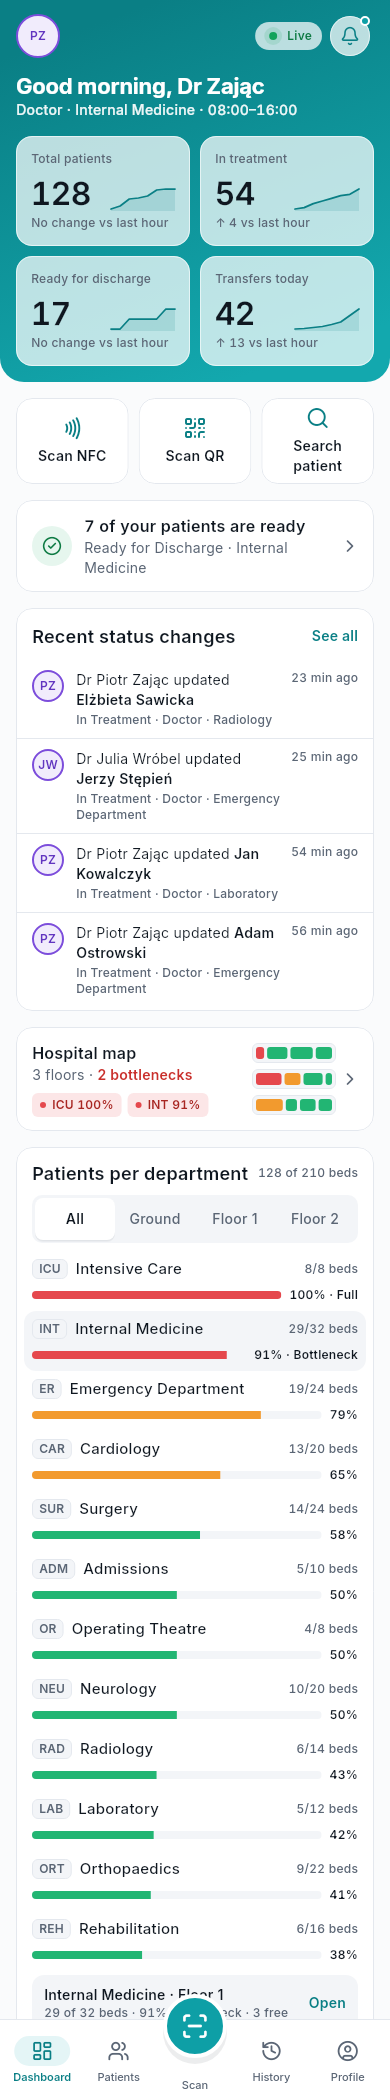 PZ
Live
Good morning, Dr Zając
Doctor · Internal Medicine · 08:00–16:00
Total patients
128
No change vs last hour
In treatment
54
↑ 4 vs last hour
Ready for discharge
17
No change vs last hour
Transfers today
42
↑ 13 vs last hour
Scan NFC
Scan QR
Search
patient
7 of your patients are ready
Ready for Discharge · Internal
Medicine
Recent status changes
See all
PZ
Dr Piotr Zając updated
Elżbieta Sawicka
In Treatment · Doctor · Radiology
23 min ago
JW
Dr Julia Wróbel updated
Jerzy Stępień
In Treatment · Doctor · Emergency
Department
25 min ago
PZ
Dr Piotr Zając updated Jan
Kowalczyk
In Treatment · Doctor · Laboratory
54 min ago
PZ
Dr Piotr Zając updated Adam
Ostrowski
In Treatment · Doctor · Emergency
Department
56 min ago
Hospital map
3 floors · 2 bottlenecks
ICU 100%
INT 91%
Patients per department
128 of 210 beds
All
Ground
Floor 1
Floor 2
ICU Intensive Care 8/8 beds
100% · Full
INT Internal Medicine 29/32 beds
91% · Bottleneck
ER Emergency Department 19/24 beds
79%
CAR Cardiology 13/20 beds
65%
SUR Surgery 14/24 beds
58%
ADM Admissions 5/10 beds
50%
OR Operating Theatre 4/8 beds
50%
NEU Neurology 10/20 beds
50%
RAD Radiology 6/14 beds
43%
LAB Laboratory 5/12 beds
42%
ORT Orthopaedics 9/22 beds
41%
REH Rehabilitation 6/16 beds
38%
Internal Medicine · Floor 1
29 of 32 beds · 91% eck · 3 free
Open
Dashboard
Patients
Scan
History
Profile